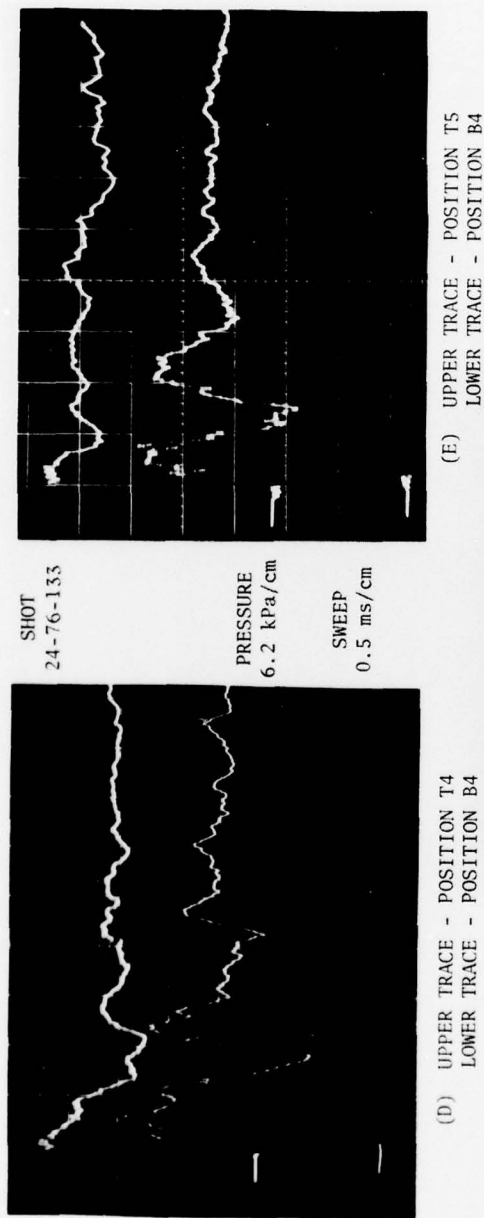 SHOT
24-76-133
PRESSURE
6.2 kPa/cm
SWEEP
0.5 ms/cm
(D) UPPER TRACE - POSITION T4
LOWER TRACE - POSITION B4
(E) UPPER TRACE - POSITION T5
LOWER TRACE - POSITION B4